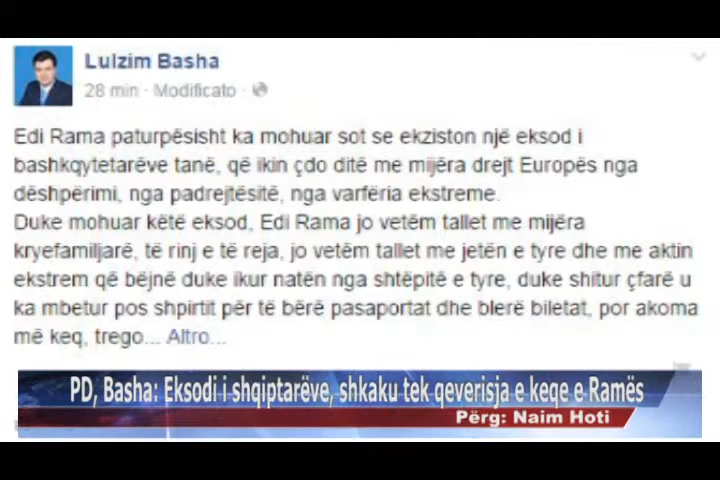 Lulzim Basha
28 min · Modificato ·
Edi Rama paturpësisht ka mohuar sot se ekziston një eksod i
bashkqytetarëve tanë, që ikin çdo ditë me mijëra drejt Europës nga
dëshpërimi, nga padrejtësitë, nga varfëria ekstreme.
Duke mohuar këtë eksod, Edi Rama jo vetëm tallet me mijëra
kryefamiljarë, të rinj e të reja, jo vetëm tallet me jetën e tyre dhe me aktin
ekstrem që bëjnë duke ikur natën nga shtëpitë e tyre, duke shitur çfarë u
ka mbetur pos shpirtit për të bërë pasaportat dhe blerë biletat, por akoma
më keq, trego... Altro...
PD, Basha: Eksodi i shqiptarëve, shkaku tek qeverisja e keqe e Ramës
Përg: Naim Hoti